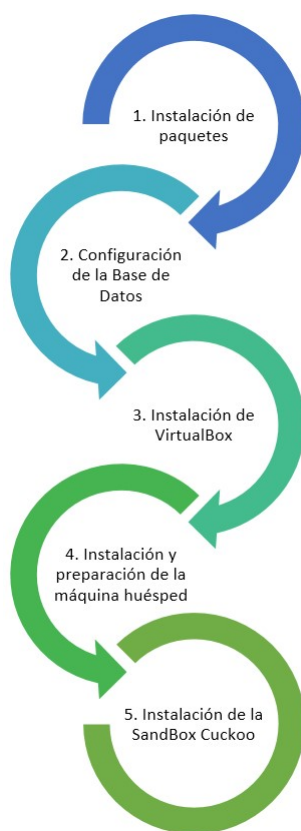 1. Instalación de
paquetes
2. Configuración
de la Base de
Datos
3. Instalación de
VirtualBox
4. Instalación y
preparación de la
máquina huésped
5. Instalación de la
SandBox Cuckoo